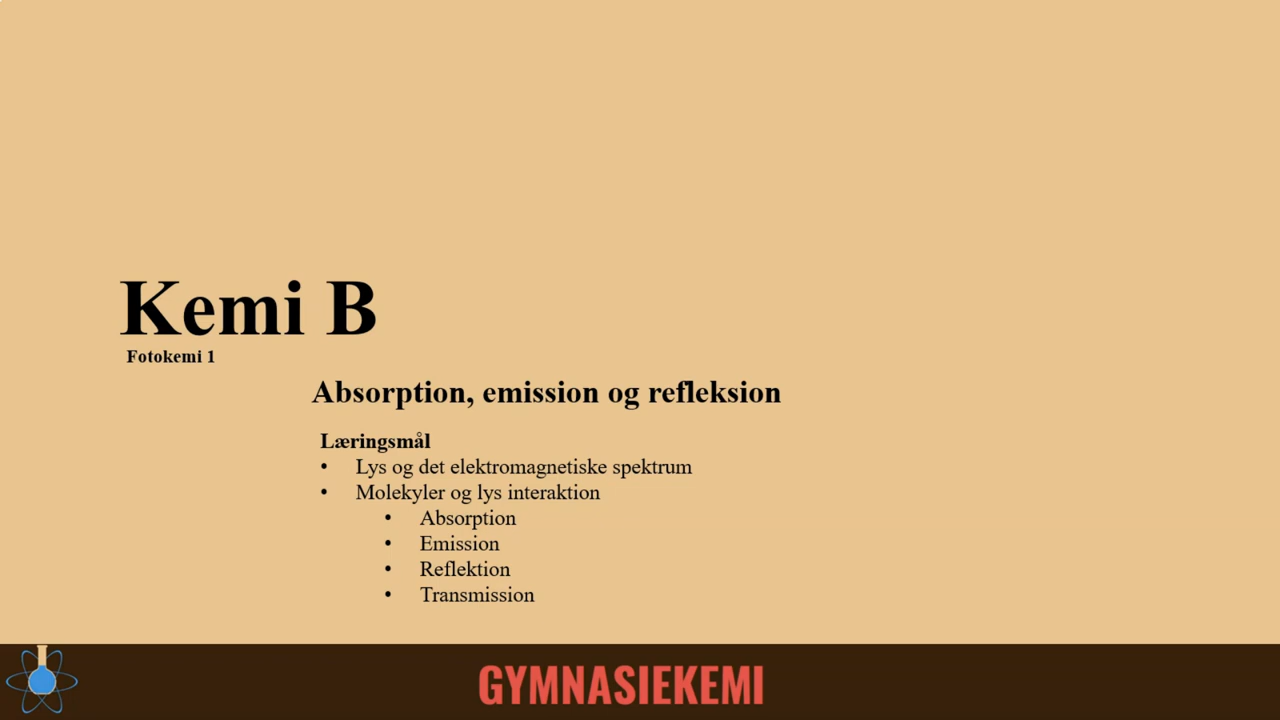 Kemi B
Fotokemi 1
Absorption, emission og refleksion
Læringsmål
• Lys og det elektromagnetiske spektrum
• Molekyler og lys interaktion
• Absorption
• Emission
• Reflektion
• Transmission
GYMNASIEKEMI